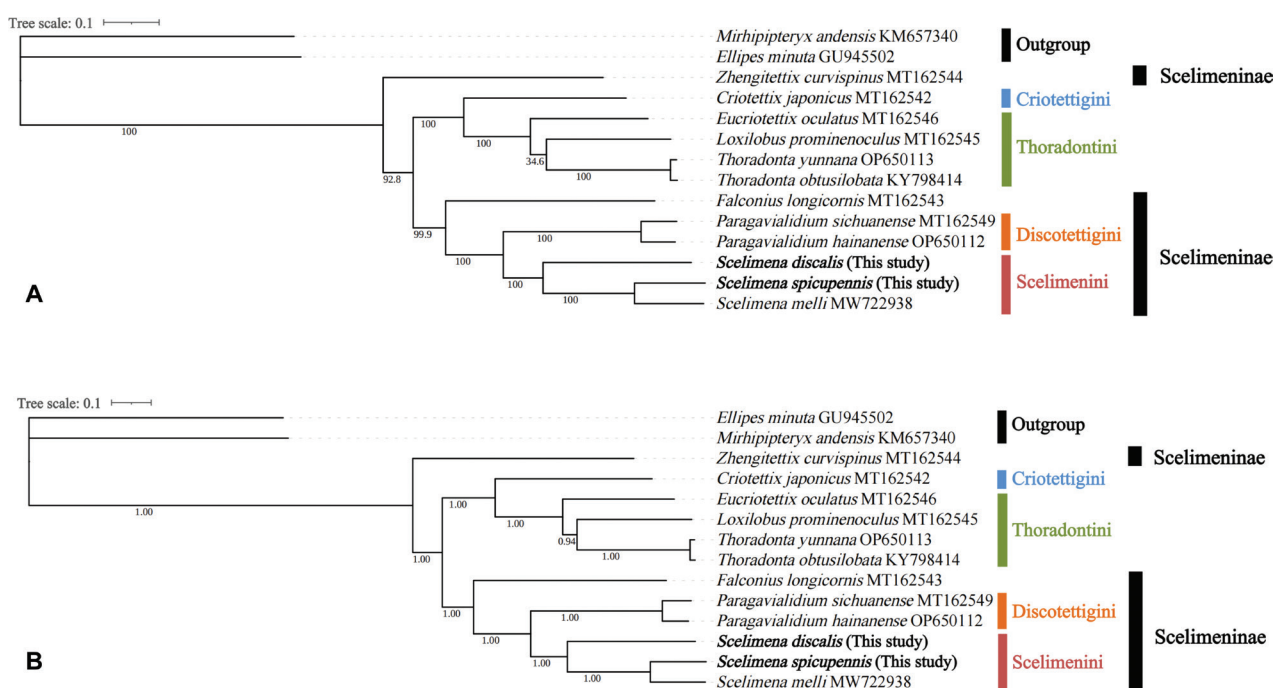 Tree scale: 0.1
Mirhipipteryx andensis KM657340
Outgroup
Ellipes minuta GU945502
Zhengitettix curvispinus MT162544
Scelimeninae
Criotettix japonicus MT162542
Criotettigini
100
Eucriotettix oculatus MT162546
100
100
Loxilobus prominenoculus MT162545
Thoradontini
34.6
Thoradonta yunnana OP650113
100
92.8
Thoradonta obtusilobata KY798414
Falconius longicornis MT162543
Paragavialidium sichuanense MT162549
99.9
100
Discotettigini
Paragavialidium hainanense OP650112
100
Scelimeninae
Scelimena discalis (This study)
100
Scelimena spicupennis (This study)
Scelimenini
100
A
Scelimena melli MW722938
Tree scale: 0.1
Ellipes minuta GU945502
Outgroup
Mirhipipteryx andensis KM657340
Zhengitettix curvispinus MT162544
Scelimeninae
Criotettix japonicus MT162542
Criotettigini
1.00
Eucriotettix oculatus MT162546
1.00
1.00
Loxilobus prominenoculus MT162545
Thoradontini
0.94
Thoradonta yunnana OP650113
1.00
1.00
Thoradonta obtusilobata KY798414
Falconius longicornis MT162543
Paragavialidium sichuanense MT162549
1.00
1.00
Discotettigini
Paragavialidium hainanense OP650112
1.00
Scelimeninae
Scelimena discalis (This study)
1.00
Scelimena spicupennis (This study)
Scelimenini
1.00
B
Scelimena melli MW722938